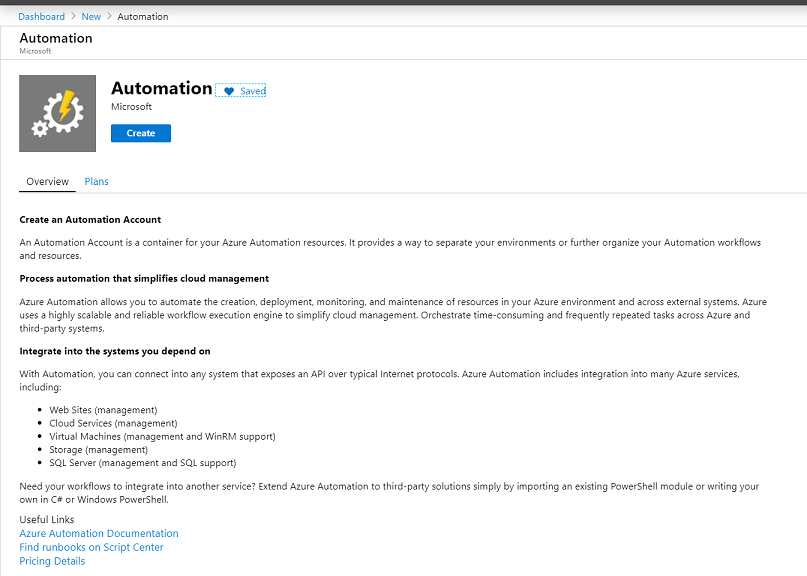 Dashboard > New > Automation
Automation
Microsoft
Automation Saved
Microsoft
Create
Overview Plans
Create an Automation Account
An Automation Account is a container for your Azure Automation resources. It provides a way to separate your environments or further organize your Automation workflows
and resources.
Process automation that simplifies cloud management
Azure Automation allows you to automate the creation, deployment, monitoring, and maintenance of resources in your Azure environment and across external systems. Azure
uses a highly scalable and reliable workflow execution engine to simplify cloud management. Orchestrate time-consuming and frequently repeated tasks across Azure and
third-party systems.
Integrate into the systems you depend on
With Automation, you can connect into any system that exposes an API over typical Internet protocols. Azure Automation includes integration into many Azure services,
including:
• Web Sites (management)
• Cloud Services (management)
• Virtual Machines (management and WinRM support)
• Storage (management)
• SQL Server (management and SQL support)
Need your workflows to integrate into another service? Extend Azure Automation to third-party solutions simply by importing an existing PowerShell module or writing your
own in C# or Windows PowerShell.
Useful Links
Azure Automation Documentation
Find runbooks on Script Center
Pricing Details